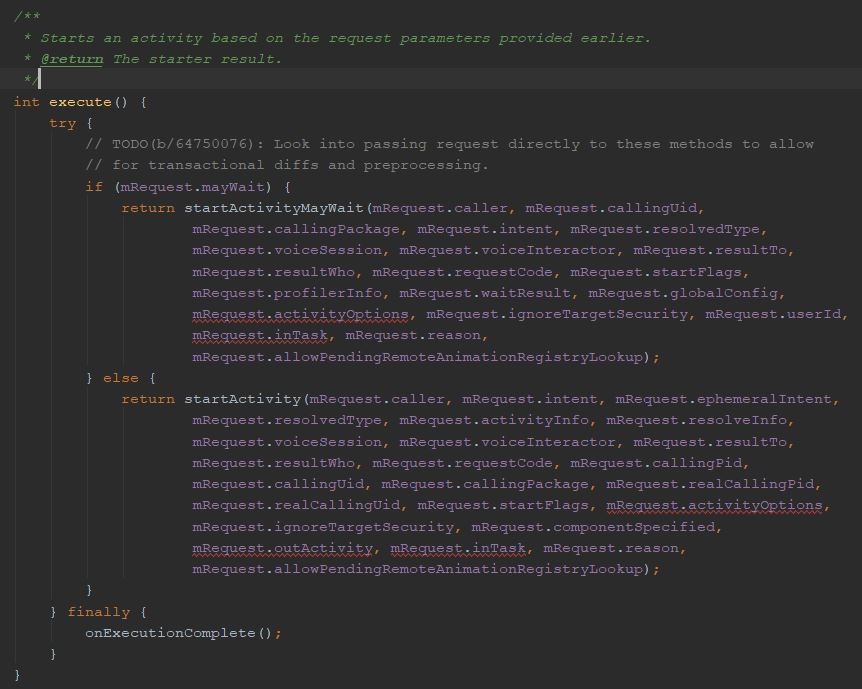 /**
 * Starts an activity based on the request parameters provided earlier.
 * @return The starter result.
 */
int execute() {
    try {
        // TODO(b/64750076): Look into passing request directly to these methods to allow
        // for transactional diffs and preprocessing.
        if (mRequest.mayWait) {
            return startActivityMayWait(mRequest.caller, mRequest.callingUid,
                    mRequest.callingPackage, mRequest.intent, mRequest.resolvedType,
                    mRequest.voiceSession, mRequest.voiceInteractor, mRequest.resultTo,
                    mRequest.resultWho, mRequest.requestCode, mRequest.startFlags,
                    mRequest.profilerInfo, mRequest.waitResult, mRequest.globalConfig,
                    mRequest.activityOptions, mRequest.ignoreTargetSecurity, mRequest.userId,
                    mRequest.inTask, mRequest.reason,
                    mRequest.allowPendingRemoteAnimationRegistryLookup);
        } else {
            return startActivity(mRequest.caller, mRequest.intent, mRequest.ephemeralIntent,
                    mRequest.resolvedType, mRequest.activityInfo, mRequest.resolveInfo,
                    mRequest.voiceSession, mRequest.voiceInteractor, mRequest.resultTo,
                    mRequest.resultWho, mRequest.requestCode, mRequest.callingPid,
                    mRequest.callingUid, mRequest.callingPackage, mRequest.realCallingPid,
                    mRequest.realCallingUid, mRequest.startFlags, mRequest.activityOptions,
                    mRequest.ignoreTargetSecurity, mRequest.componentSpecified,
                    mRequest.outActivity, mRequest.inTask, mRequest.reason,
                    mRequest.allowPendingRemoteAnimationRegistryLookup);
        }
    } finally {
        onExecutionComplete();
    }
}